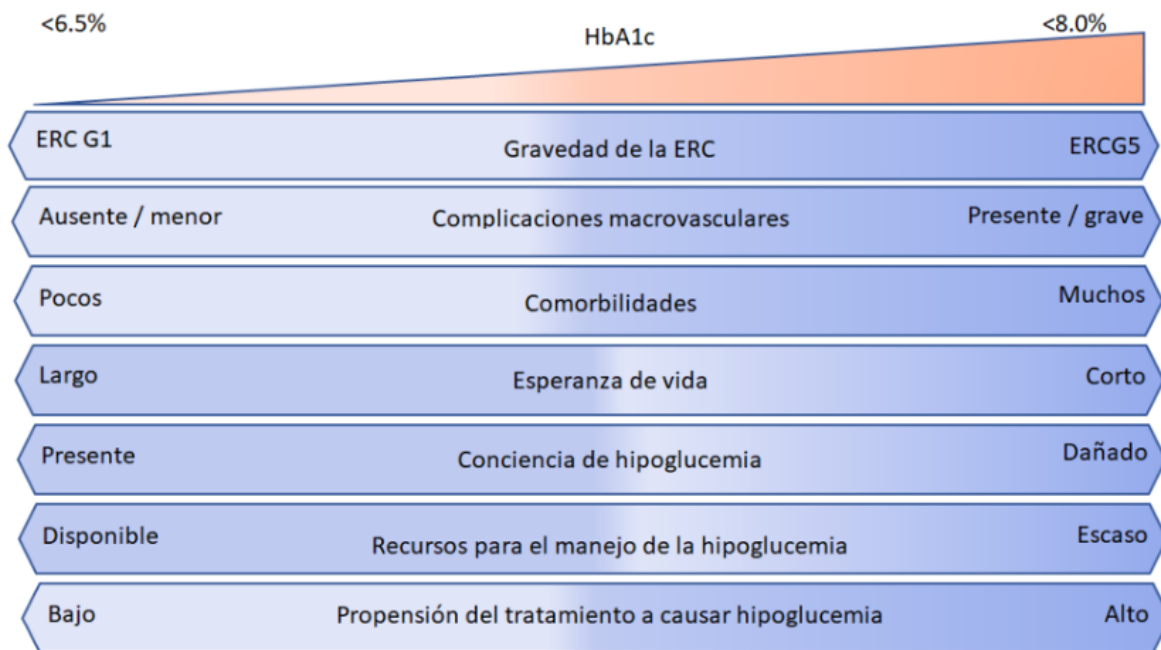 <6.5%
HbA1c
<8.0%
ERC G1
Gravedad de la ERC
ERCG5
Ausente / menor
Complicaciones macrovasculares
Presente / grave
Pocos
Comorbilidades
Muchos
Largo
Esperanza de vida
Corto
Presente
Conciencia de hipoglucemia
Dañado
Disponible
Recursos para el manejo de la hipoglucemia
Escaso
Bajo
Propensión del tratamiento a causar hipoglucemia
Alto